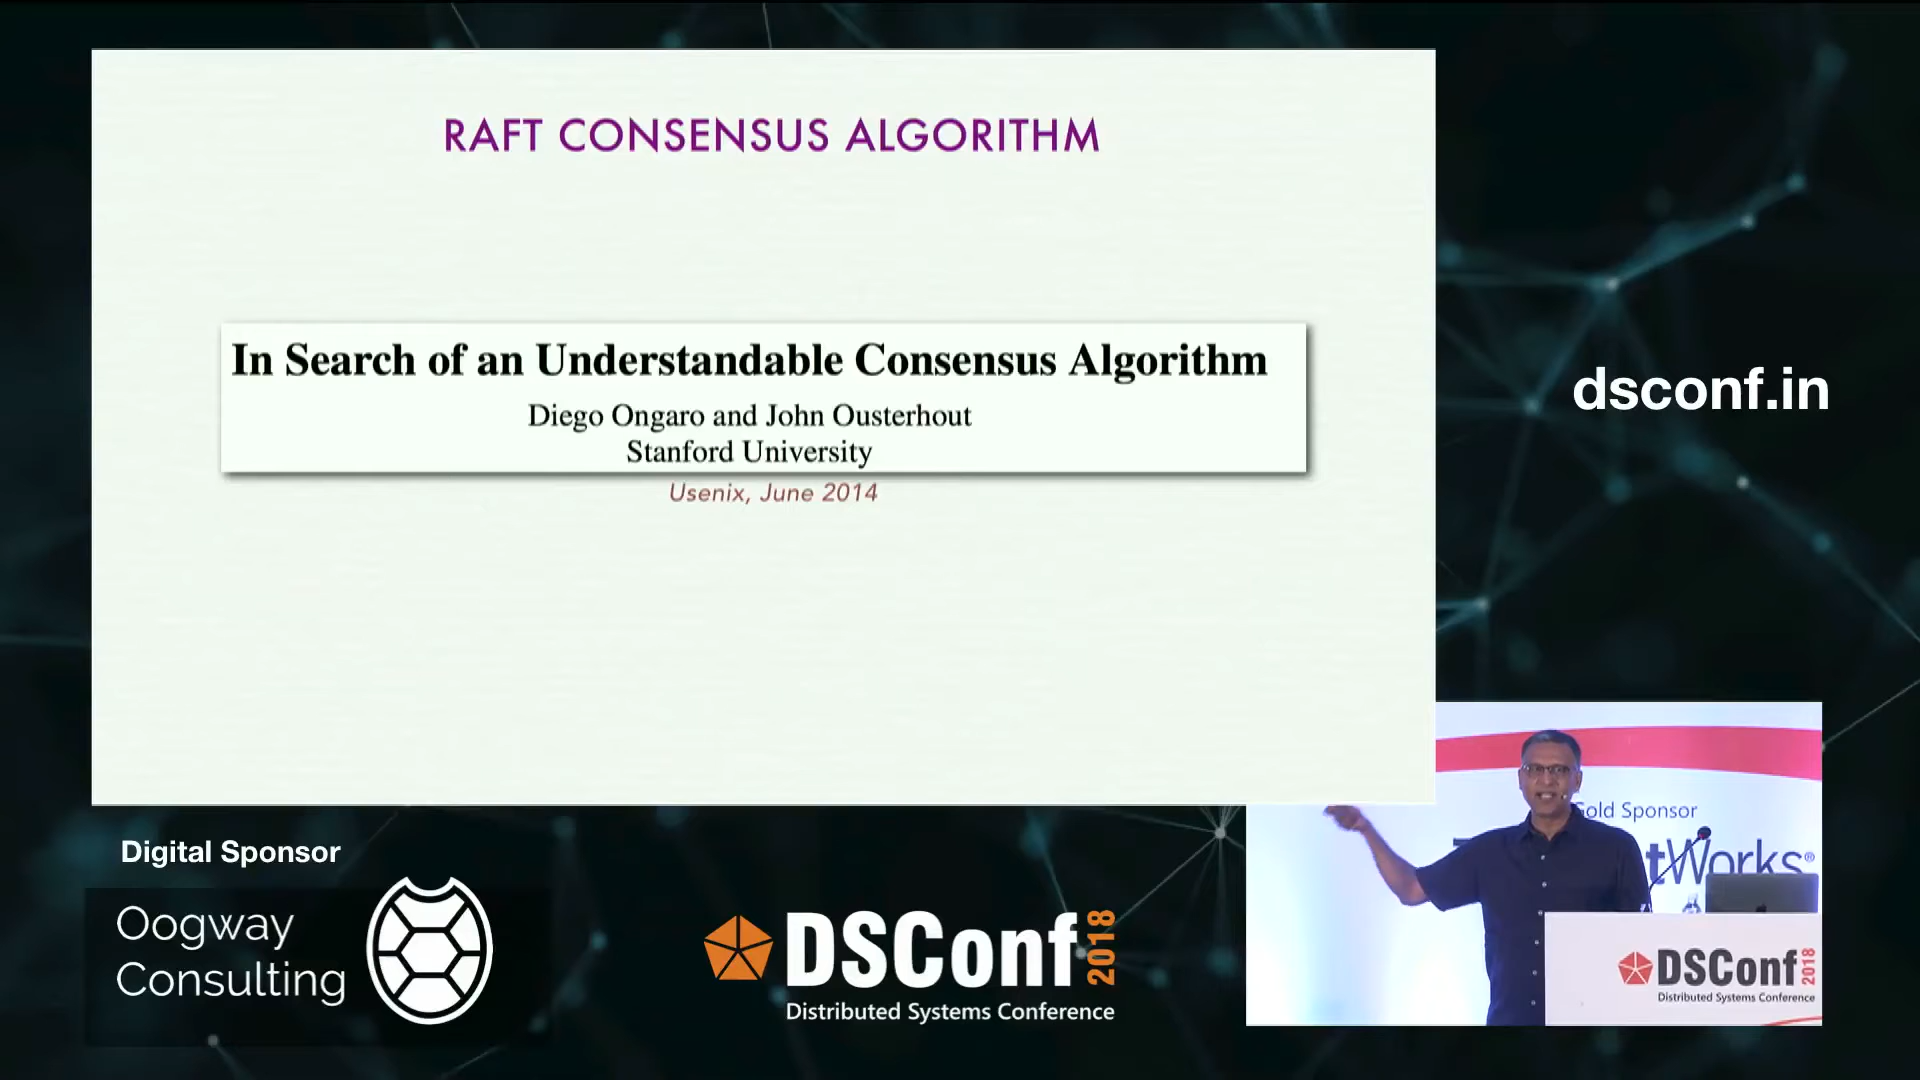 RAFT CONSENSUS ALGORITHM
In Search of an Understandable Consensus Algorithm
Diego Ongaro and John Ousterhout
Stanford University
Usenix, June 2014
dsconf.in
Digital Sponsor
Oogway
Consulting
DSConf 2018
Distributed Systems Conference
Gold Sponsor
DSConf 2018
Distributed Systems Conference